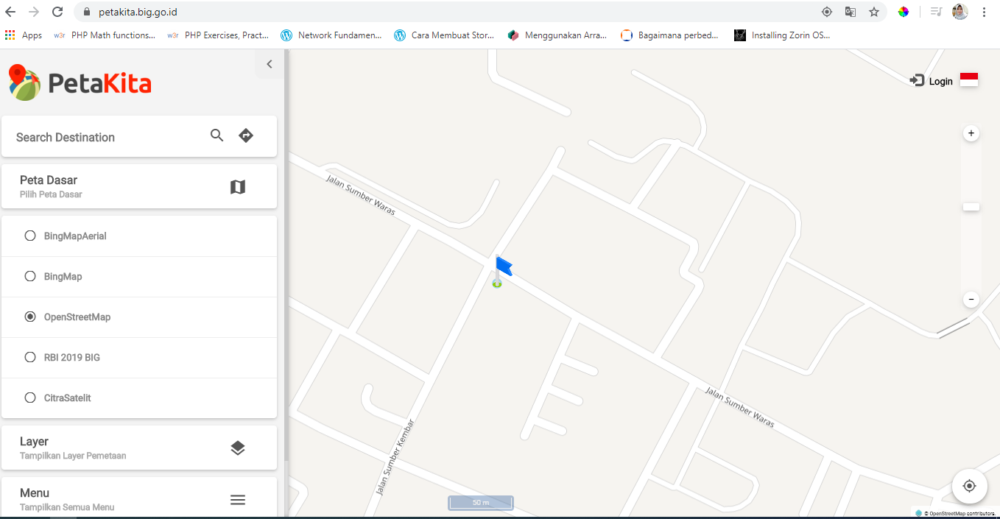 petakita.big.go.id
Apps
w3r PHP Math functions...
w3r PHP Exercises, Pract...
Network Fundamen...
Cara Membuat Stor...
Menggunakan Arra...
Bagaimana perbed...
Installing Zorin OS...
PetaKita
Login
Search Destination
Peta Dasar
Pilih Peta Dasar
BingMapAerial
BingMap
OpenStreetMap
RBI 2019 BIG
CitraSatelit
Layer
Tampilkan Layer Pemetaan
Menu
Tampilkan Semua Menu
+
−
Jalan Sumber Waras
Jalan Sumber Waras
Jalan Sumber Kembar
50 m
© OpenStreetMap contributors.